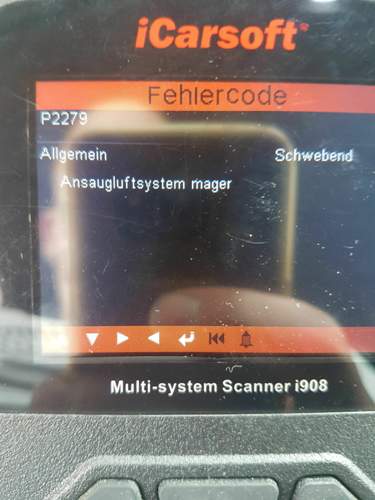 iCarsoft
Fehlercode
P2279
Allgemein Schwebend
Ansaugluftsystem mager
Multi-system Scanner i908